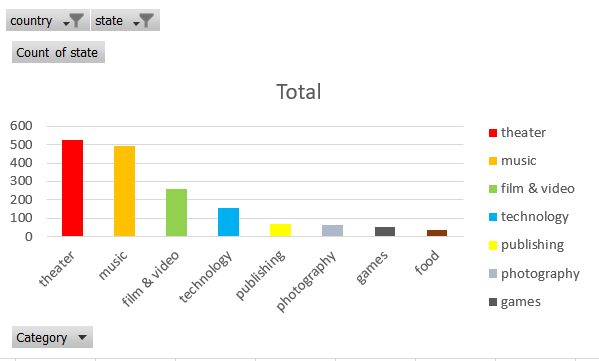 country state
Count of state
Total
600
500
400
300
200
100
0
theater music film & video technology publishing photography games food
theater
music
film & video
technology
publishing
photography
games
Category